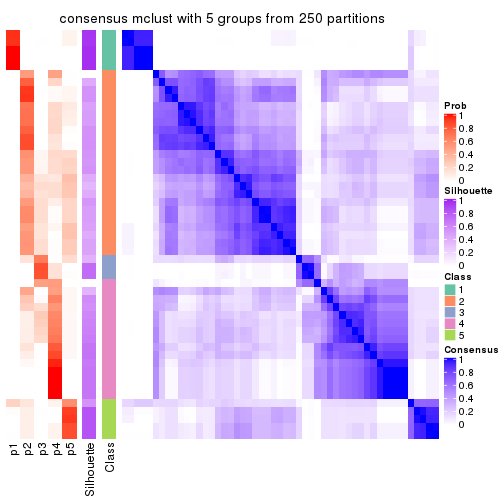 consensus mclust with 5 groups from 250 partitions
Prob
1
0.8
0.6
0.4
0.2
0
Silhouette
1
0.8
0.6
0.4
0.2
0
Class
1
2
3
4
5
Consensus
1
0.8
0.6
0.4
0.2
0
p1
p2
p3
p4
p5
Silhouette
Class